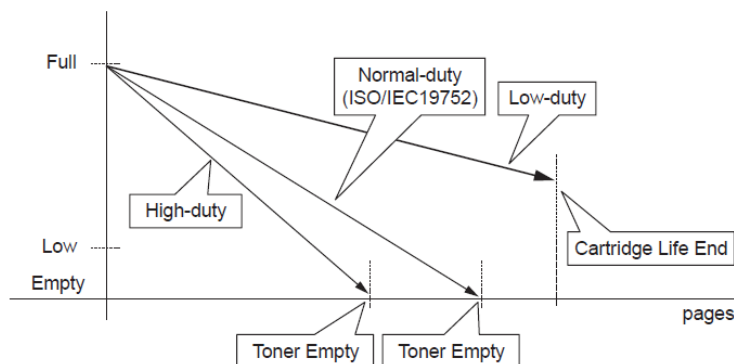 Full
Normal-duty
(ISO/IEC19752)
Low-duty
High-duty
Low
Cartridge Life End
Empty
pages
Toner Empty
Toner Empty